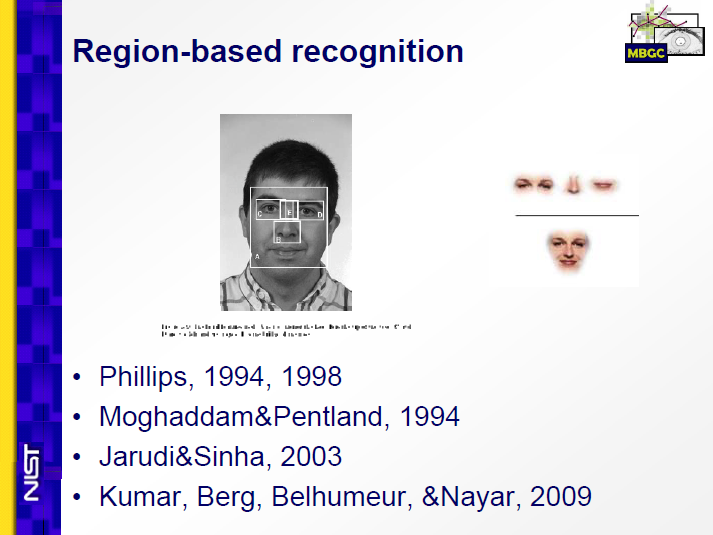 Region-based recognition
MBGC
C
E
D
B
A
• Phillips, 1994, 1998
• Moghaddam&Pentland, 1994
• Jarudi&Sinha, 2003
• Kumar, Berg, Belhumeur, &Nayar, 2009
NIST